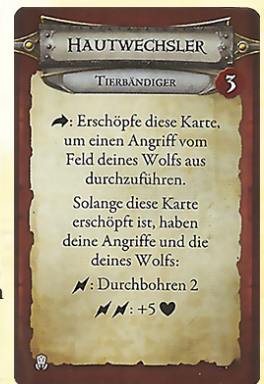 HAUTWECHSLER
TIERBÄNDIGER
3
: Erschöpfe diese Karte,
um einen Angriff vom
Feld deines Wolfs aus
durchzuführen.
Solange diese Karte
erschöpft ist, haben
deine Angriffe und die
deines Wolfs:
: Durchbohren 2
: +5